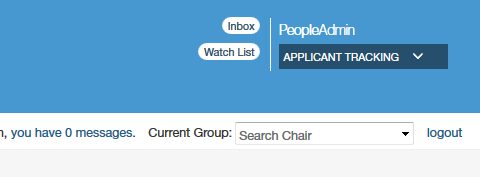 Inbox
PeopleAdmin
Watch List
APPLICANT TRACKING
, you have 0 messages. Current Group: Search Chair logout